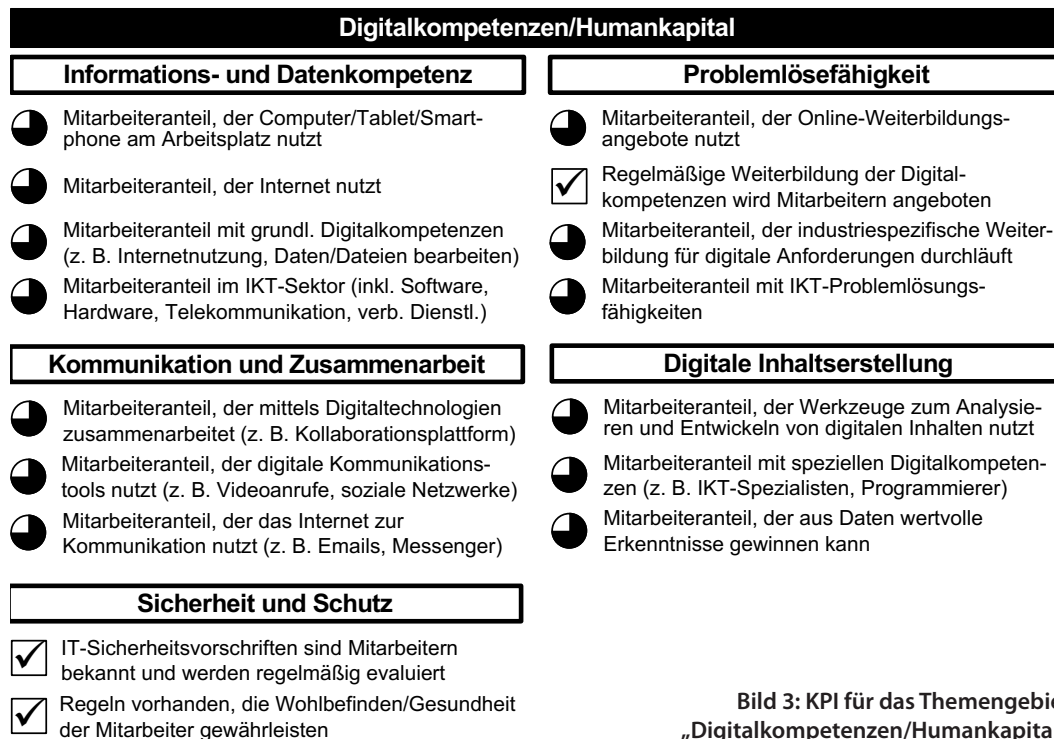 Digitalkompetenzen/Humankapital
Informations- und Datenkompetenz
Mitarbeiteranteil, der Computer/Tablet/Smart-
phone am Arbeitsplatz nutzt
Mitarbeiteranteil, der Internet nutzt
Mitarbeiteranteil mit grundl. Digitalkompetenzen
(z. B. Internetnutzung, Daten/Dateien bearbeiten)
Mitarbeiteranteil im IKT-Sektor (inkl. Software,
Hardware, Telekommunikation, verb. Dienstl.)
Problemlösefähigkeit
Mitarbeiteranteil, der Online-Weiterbildungs-
angebote nutzt
Regelmäßige Weiterbildung der Digital-
kompetenzen wird Mitarbeitern angeboten
Mitarbeiteranteil, der industriespezifische Weiter-
bildung für digitale Anforderungen durchläuft
Mitarbeiteranteil mit IKT-Problemlösungs-
fähigkeiten
Kommunikation und Zusammenarbeit
Mitarbeiteranteil, der mittels Digitaltechnologien
zusammenarbeitet (z. B. Kollaborationsplattform)
Mitarbeiteranteil, der digitale Kommunikations-
tools nutzt (z. B. Videoanrufe, soziale Netzwerke)
Mitarbeiteranteil, der das Internet zur
Kommunikation nutzt (z. B. Emails, Messenger)
Digitale Inhaltserstellung
Mitarbeiteranteil, der Werkzeuge zum Analysie-
ren und Entwickeln von digitalen Inhalten nutzt
Mitarbeiteranteil mit speziellen Digitalkompeten-
zen (z. B. IKT-Spezialisten, Programmierer)
Mitarbeiteranteil, der aus Daten wertvolle
Erkenntnisse gewinnen kann
Sicherheit und Schutz
IT-Sicherheitsvorschriften sind Mitarbeitern
bekannt und werden regelmäßig evaluiert
Regeln vorhanden, die Wohlbefinden/Gesundheit
der Mitarbeiter gewährleisten
Bild 3: KPI für das Themengebie
„Digitalkompetenzen/Humankapita